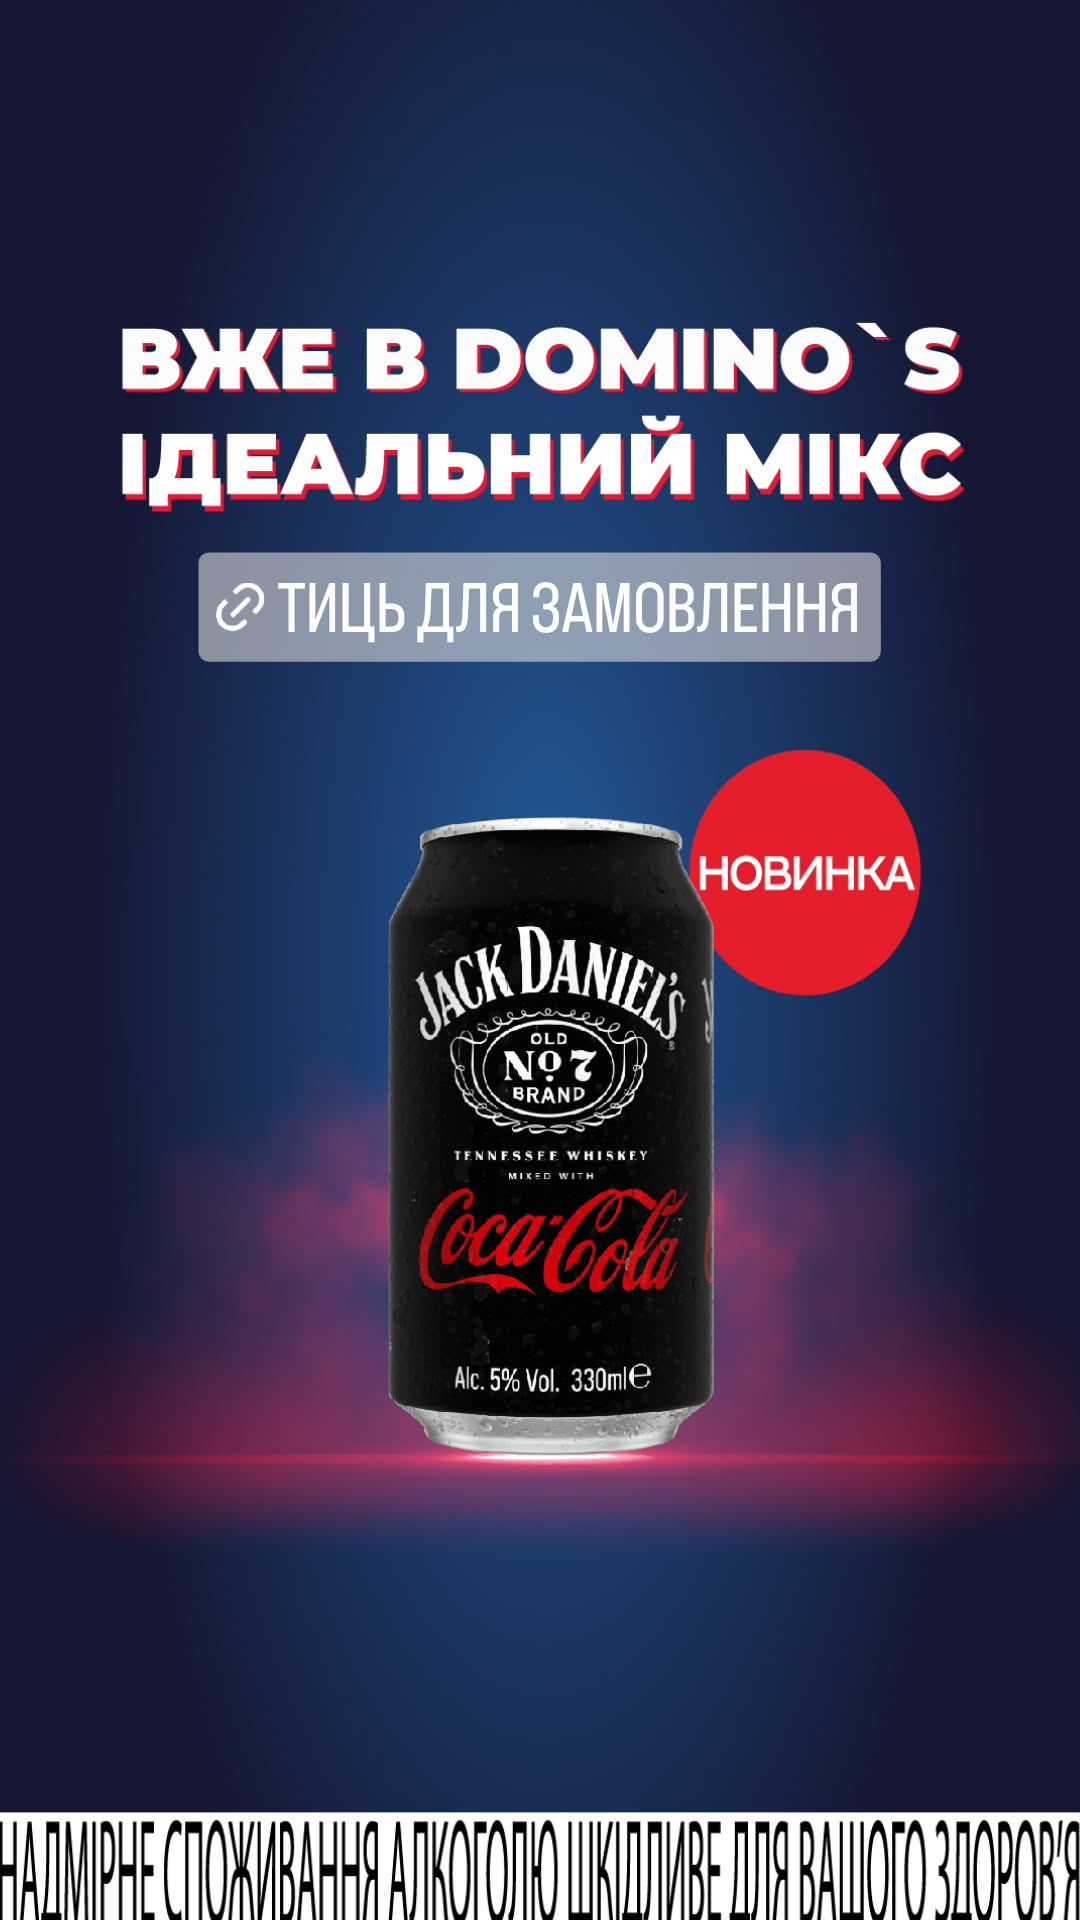 ВЖЕ В DOMINO`S
ІДЕАЛЬНИЙ МІКС
ТИЦЬ ДЛЯ ЗАМОВЛЕННЯ
НОВИНКА
JACK DANIEL'S
OLD
Nº 7
BRAND
TENNESSEE WHISKEY
MIXED WITH
Coca-Cola
Alc. 5% Vol. 330ml℮
НАДМІРНЕ СПОЖИВАННЯ АЛКОГОЛЮ ШКІДЛИВЕ ДЛЯ ВАШОГО ЗДОРОВ'Я